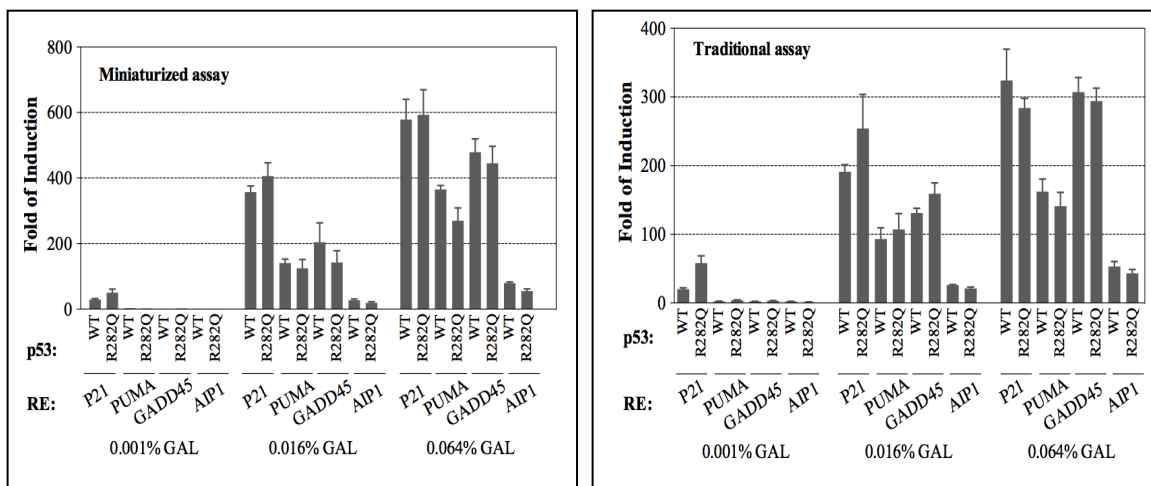 800
600
400
200
0
Fold of Induction
Miniaturized assay
p53:
WT R282Q WT R282Q WT R282Q WT R282Q WT R282Q WT R282Q WT R282Q WT R282Q WT R282Q WT R282Q WT R282Q WT R282Q
RE:
P21 PUMA GADD45 AIP1 P21 PUMA GADD45 AIP1 P21 PUMA GADD45 AIP1
0.001% GAL 0.016% GAL 0.064% GAL
400
300
200
100
0
Fold of Induction
Traditional assay
p53:
WT R282Q WT R282Q WT R282Q WT R282Q WT R282Q WT R282Q WT R282Q WT R282Q WT R282Q WT R282Q WT R282Q WT R282Q
RE:
P21 PUMA GADD45 AIP1 P21 PUMA GADD45 AIP1 P21 PUMA GADD45 AIP1
0.001% GAL 0.016% GAL 0.064% GAL